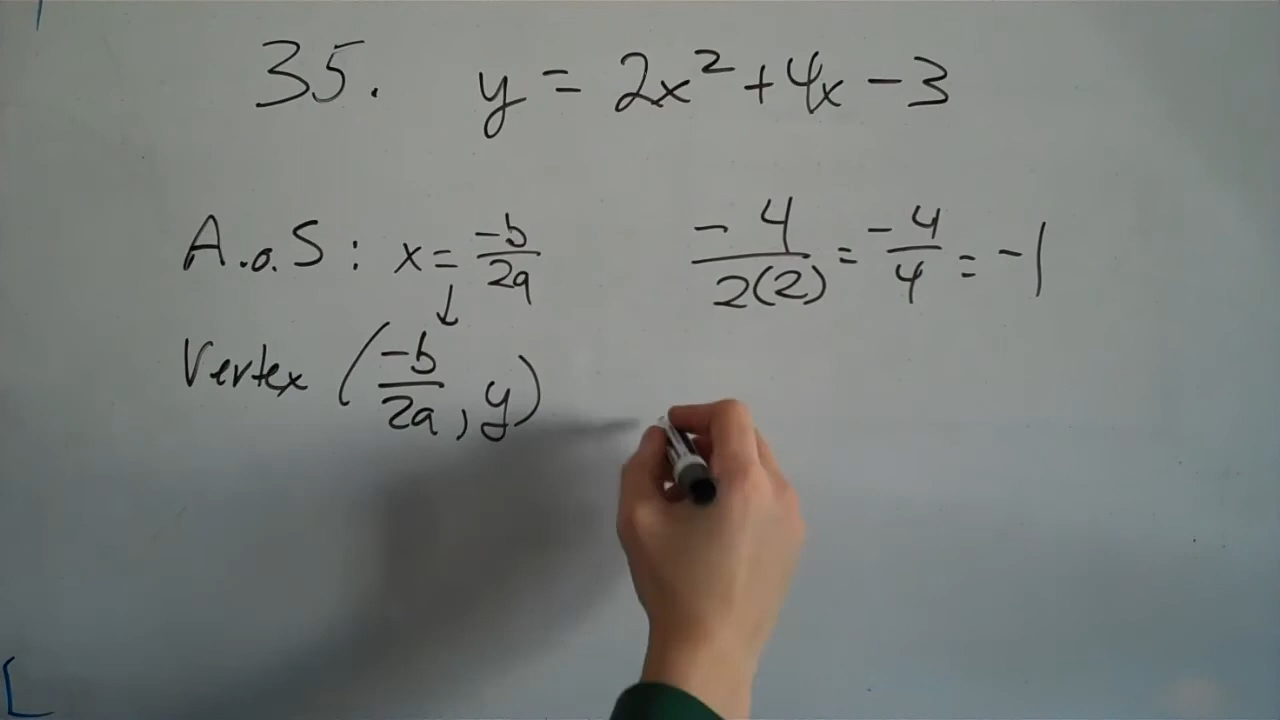 35. y = 2x² + 4x - 3
A.o.S : x = -b/2a    -4/2(2) = -4/4 = -1
↓
Vertex (-b/2a, y)